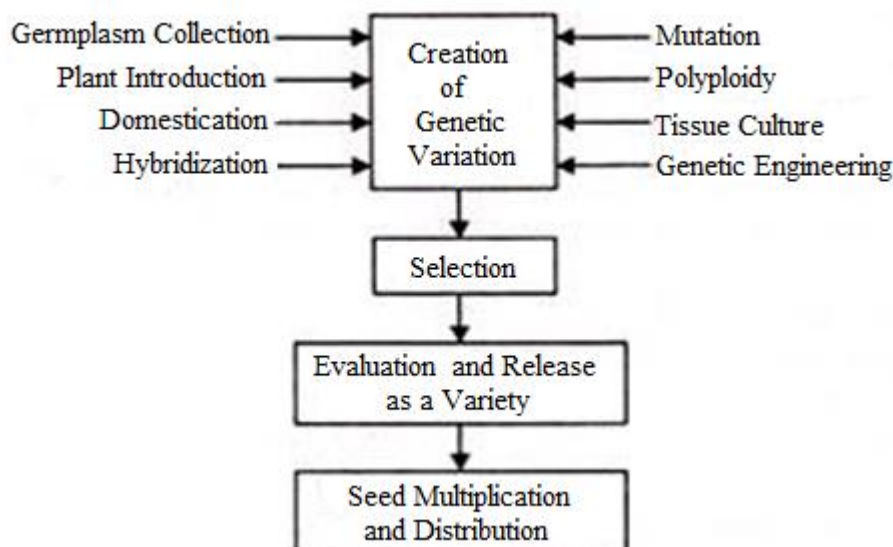 Germplasm Collection
Plant Introduction
Domestication
Hybridization
Creation
of
Genetic
Variation
Mutation
Polyploidy
Tissue Culture
Genetic Engineering
Selection
Evaluation and Release
as a Variety
Seed Multiplication
and Distribution